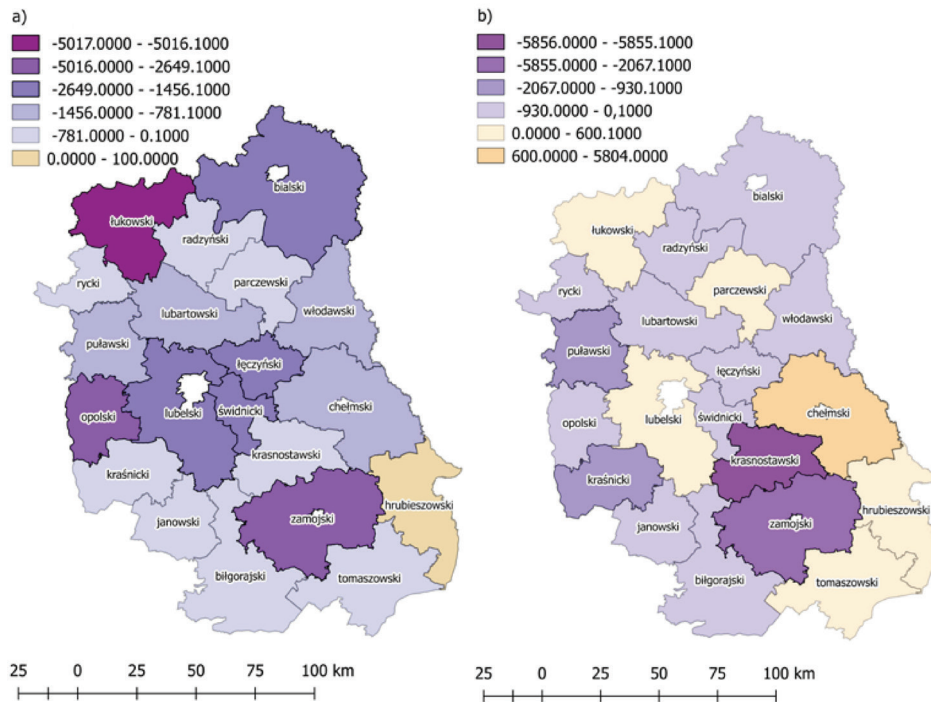 a)
-5017.0000 - -5016.1000
-5016.0000 - -2649.1000
-2649.0000 - -1456.1000
-1456.0000 - -781.1000
-781.0000 - 0.1000
0.0000 - 100.0000
bialski
łukowski
radzyński
rycki
parczewski
lubartowski
włodawski
puławski
łęczyński
opolski
lubelski
świdnicki
chełmski
kraśnicki
krasnostawski
hrubieszowski
janowski
zamojski
biłgorajski
tomaszowski
25 0 25 50 75 100 km
b)
-5856.0000 - -5855.1000
-5855.0000 - -2067.1000
-2067.0000 - -930.1000
-930.0000 - 0,1000
0.0000 - 600.1000
600.0000 - 5804.0000
bialski
łukowski
radzyński
rycki
parczewski
lubartowski
włodawski
puławski
łęczyński
opolski
lubelski
świdnicki
chełmski
krasnostawski
kraśnicki
hrubieszowski
janowski
zamojski
biłgorajski
tomaszowski
25 0 25 50 75 100 km